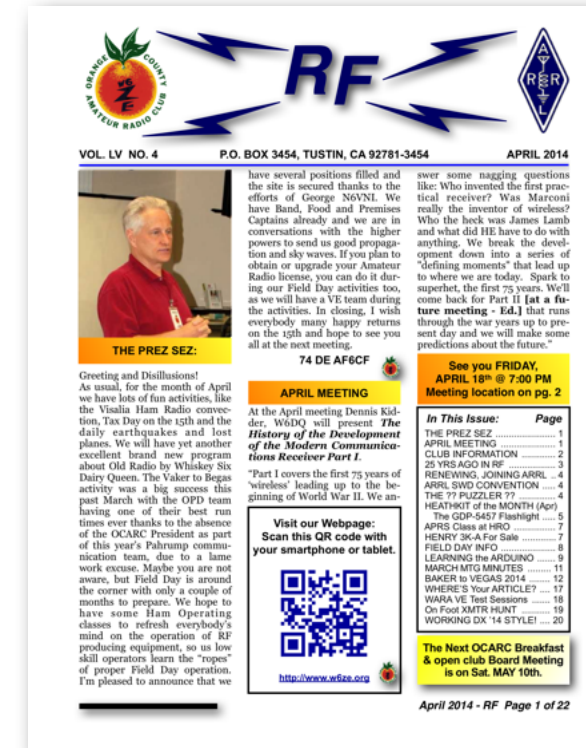 ORANGE COUNTY
AMATEUR RADIO CLUB
W6
ZE
RF
A
R R
L
VOL. LV NO. 4
P.O. BOX 3454, TUSTIN, CA 92781-3454
APRIL 2014
THE PREZ SEZ:
Greeting and Disillusions!
As usual, for the month of April
we have lots of fun activities, like
the Visalia Ham Radio convec-
tion, Tax Day on the 15th and the
daily earthquakes and lost
planes. We will have yet another
excellent brand new program
about Old Radio by Whiskey Six
Dairy Queen. The Vaker to Begas
activity was a big success this
past March with the OPD team
having one of their best run
times ever thanks to the absence
of the OCARC President as part
of this year's Pahrump commu-
nication team, due to a lame
work excuse. Maybe you are not
aware, but Field Day is around
the corner with only a couple of
months to prepare. We hope to
have some Ham Operating
classes to refresh everybody's
mind on the operation of RF
producing equipment, so us low
skill operators learn the "ropes"
of proper Field Day operation.
I'm pleased to announce that we
have several positions filled and
the site is secured thanks to the
efforts of George N6VNI. We
have Band, Food and Premises
Captains already and we are in
conversations with the higher
powers to send us good propaga-
tion and sky waves. If you plan to
obtain or upgrade your Amateur
Radio license, you can do it dur-
ing our Field Day activities too,
as we will have a VE team during
the activities. In closing, I wish
everybody many happy returns
on the 15th and hope to see you
all at the next meeting.
74 DE AF6CF
APRIL MEETING
At the April meeting Dennis Kid-
der, W6DQ will present The
History of the Development
of the Modern Communica-
tions Receiver Part I.
"Part I covers the first 75 years of
'wireless' leading up to the be-
ginning of World War II. We an-
Visit our Webpage:
Scan this QR code with
your smartphone or tablet.
http://www.w6ze.org
swer some nagging questions
like: Who invented the first prac-
tical receiver? Was Marconi
really the inventor of wireless?
Who the heck was James Lamb
and what did HE have to do with
anything. We break the devel-
opment down into a series of
"defining moments" that lead up
to where we are today. Spark to
superhet, the first 75 years. We'll
come back for Part II [at a fu-
ture meeting - Ed.] that runs
through the war years up to pre-
sent day and we will make some
predictions about the future."
See you FRIDAY,
APRIL 18th @ 7:00 PM
Meeting location on pg. 2
In This Issue: Page
THE PREZ SEZ .................... 1
APRIL MEETING .................. 1
CLUB INFORMATION ........... 2
25 YRS AGO IN RF ............... 3
RENEWING, JOINING ARRL .. 4
ARRL SWD CONVENTION .... 4
THE ?? PUZZLER ?? ............. 4
HEATHKIT of the MONTH (Apr)
The GDP-5457 Flashlight ..... 5
APRS Class at HRO .............. 7
HENRY 3K-A For Sale ........... 7
FIELD DAY INFO ................... 8
LEARNING the ARDUINO ...... 9
MARCH MTG MINUTES ........ 11
BAKER to VEGAS 2014 ........ 12
WHERE'S Your ARTICLE? .... 17
WARA VE Test Sessions ....... 18
On Foot XMTR HUNT ........... 19
WORKING DX '14 STYLE! .... 20
The Next OCARC Breakfast
& open club Board Meeting
is on Sat. MAY 10th.
April 2014 - RF Page 1 of 22